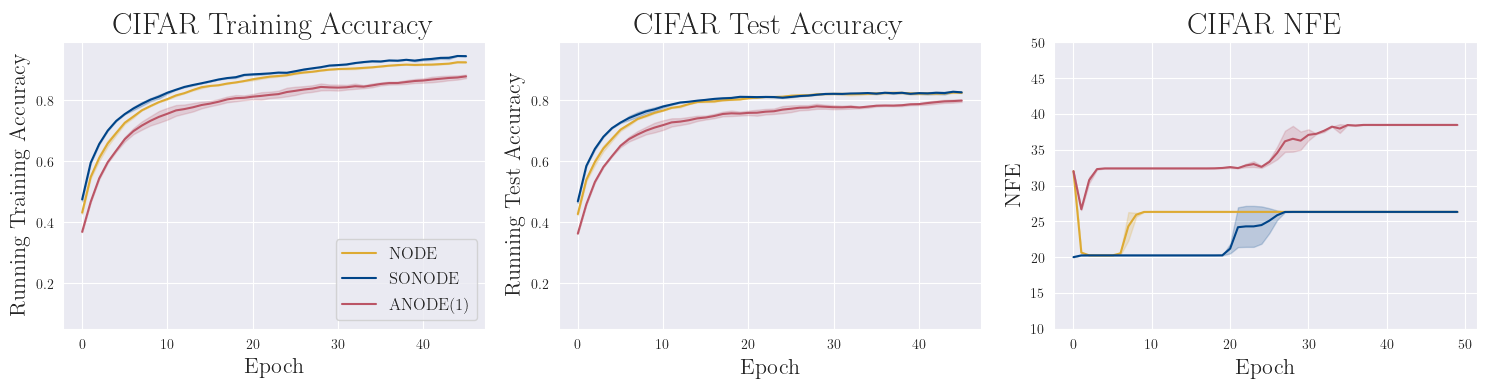 CIFAR Training Accuracy
Running Training Accuracy
0.8
0.6
0.4
0.2
0 10 20 30 40
Epoch
NODE
SONODE
ANODE(1)
CIFAR Test Accuracy
Running Test Accuracy
0.8
0.6
0.4
0.2
0 10 20 30 40
Epoch
CIFAR NFE
NFE
50
45
40
35
30
25
20
15
10
0 10 20 30 40 50
Epoch